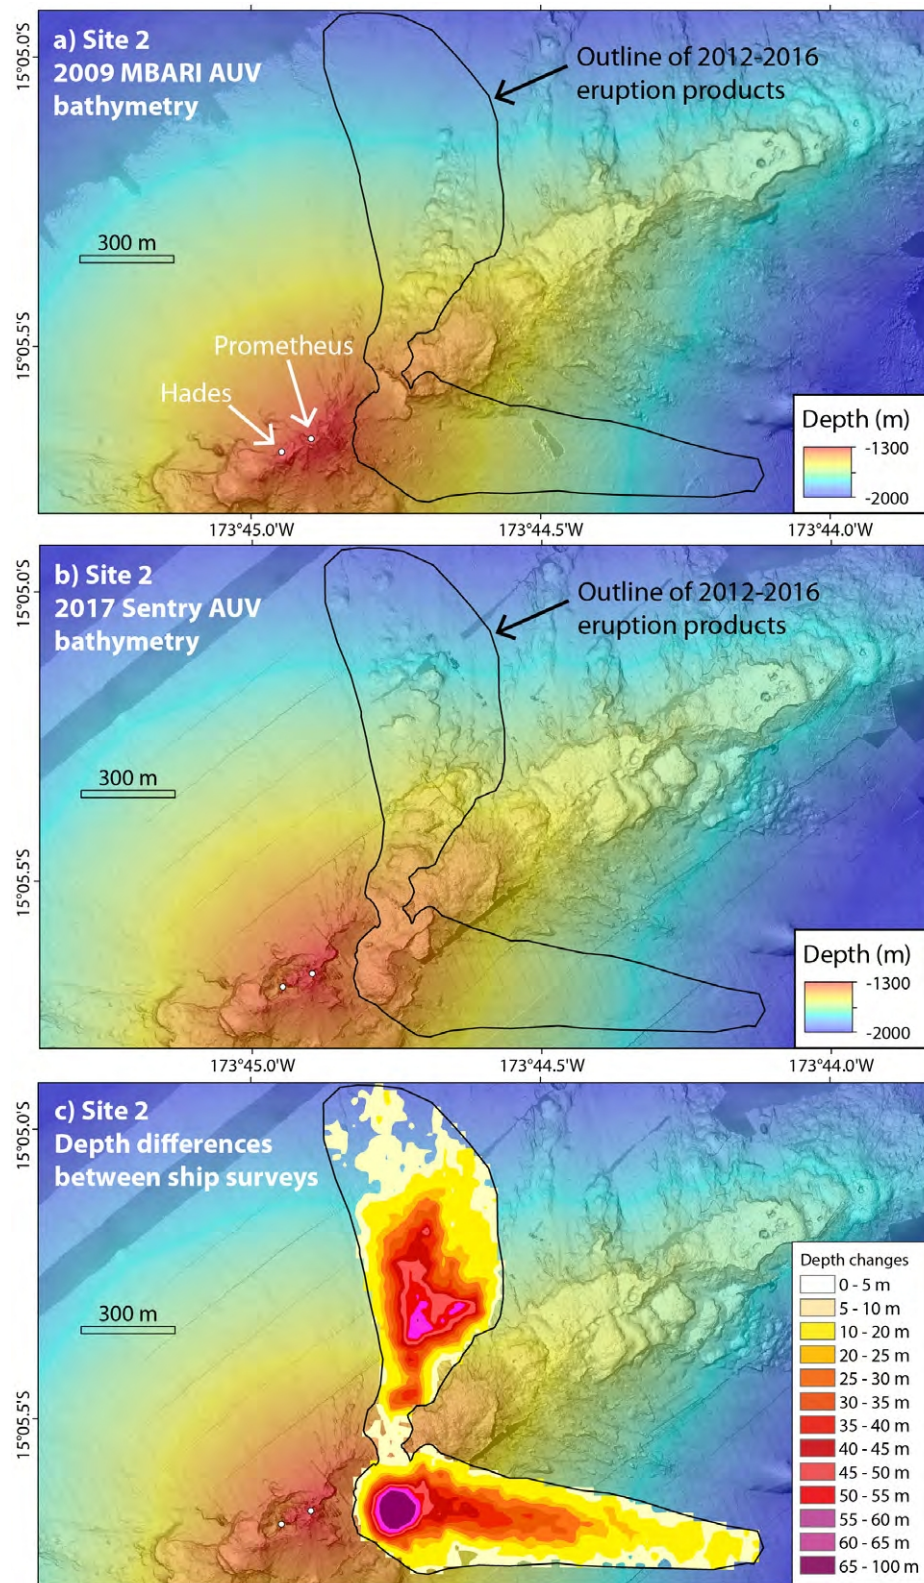 a) Site 2
2009 MBARI AUV
bathymetry
Outline of 2012-2016
eruption products
15°05.0'S
300 m
15°05.5'S
Prometheus
Hades
Depth (m)
-1300
-2000
173°45.0'W
173°44.5'W
173°44.0'W
b) Site 2
2017 Sentry AUV
bathymetry
Outline of 2012-2016
eruption products
15°05.0'S
300 m
15°05.5'S
Depth (m)
-1300
-2000
173°45.0'W
173°44.5'W
173°44.0'W
c) Site 2
Depth differences
between ship surveys
15°05.0'S
300 m
15°05.5'S
Depth changes
0 - 5 m
5 - 10 m
10 - 20 m
20 - 25 m
25 - 30 m
30 - 35 m
35 - 40 m
40 - 45 m
45 - 50 m
50 - 55 m
55 - 60 m
60 - 65 m
65 - 100 m